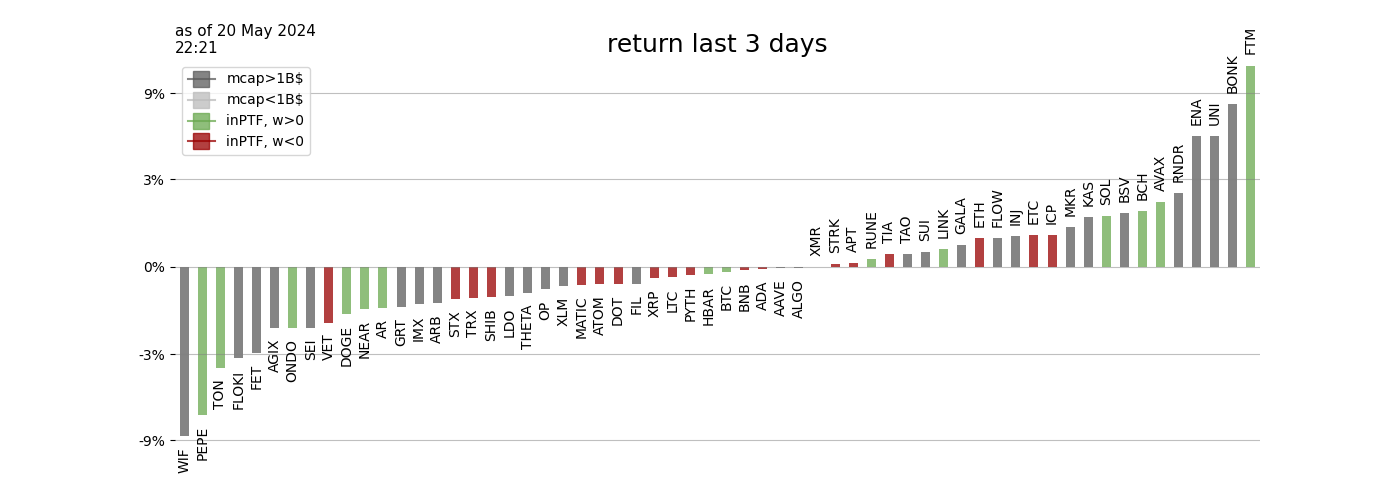 as of 20 May 2024
22:21
return last 3 days
mcap>1B$
mcap<1B$
inPTF, w>0
inPTF, w<0
9%
3%
0%
-3%
-9%
WIF
PEPE
TON
FLOKI
FET
AGIX
ONDO
SEI
VET
DOGE
NEAR
AR
GRT
IMX
ARB
STX
TRX
SHIB
LDO
THETA
OP
XLM
MATIC
ATOM
DOT
FIL
XRP
LTC
PYTH
HBAR
BTC
BNB
ADA
AAVE
ALGO
XMR
STRK
APT
RUNE
TIA
TAO
SUI
LINK
GALA
ETH
FLOW
INJ
ETC
ICP
MKR
KAS
SOL
BSV
BCH
AVAX
RNDR
ENA
UNI
BONK
FTM